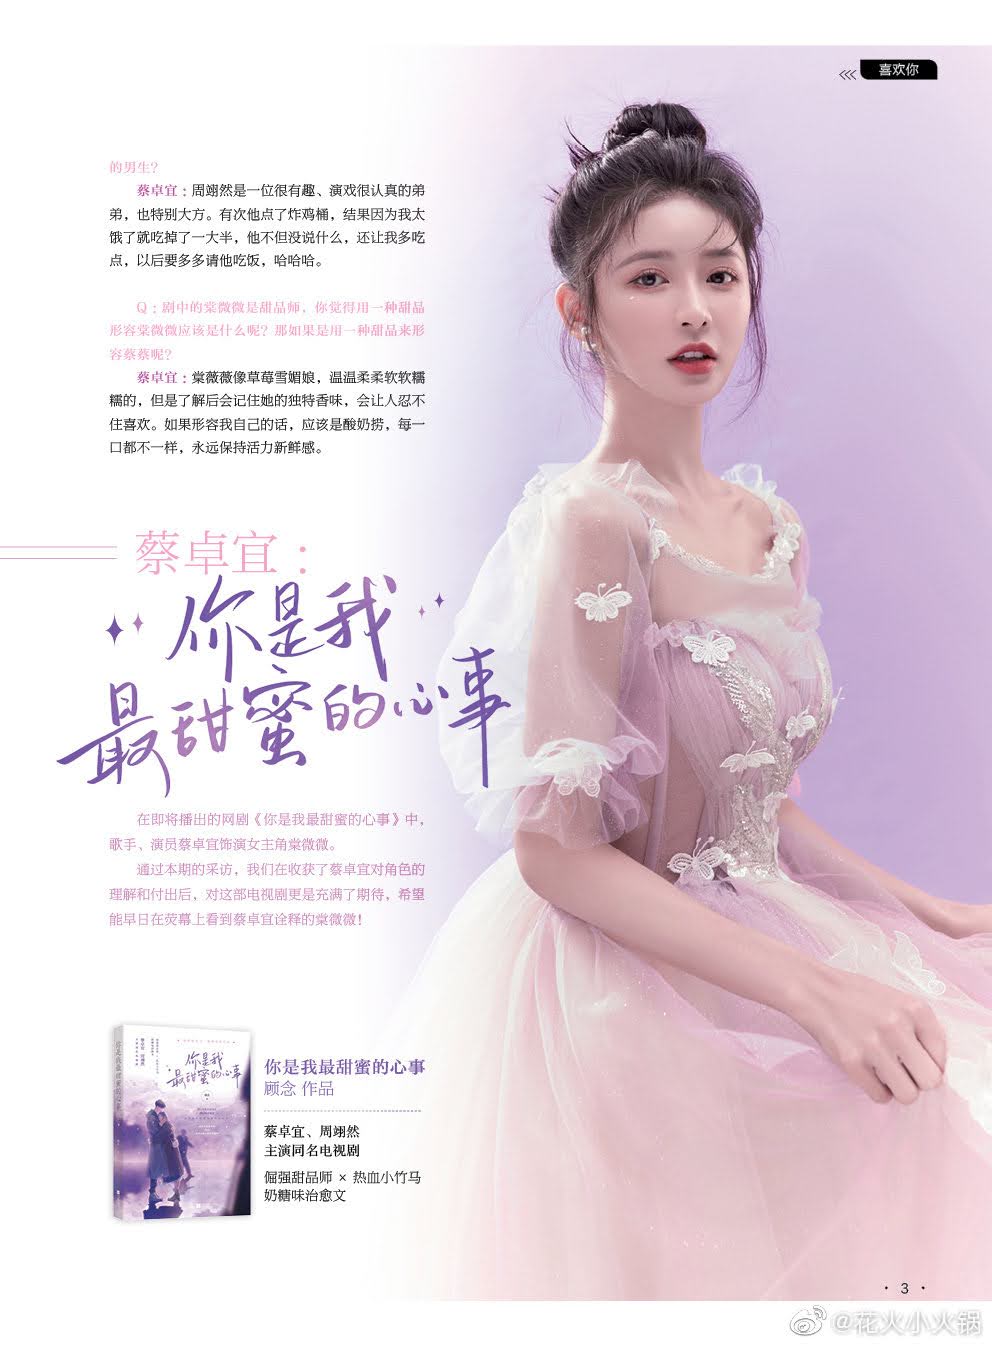 喜欢你
的男生？
蔡卓宜：周翊然是一位很有趣、演戏很认真的弟
弟，也特别大方。有次他点了炸鸡桶，结果因为我太
饿了就吃掉了一大半，他不但没说什么，还让我多吃
点，以后要多多请他吃饭，哈哈哈。
Q：剧中的棠微微是甜品师，你觉得用一种甜品
形容棠微微应该是什么呢？那如果是用一种甜品来形
容蔡蔡呢？
蔡卓宜：棠薇薇像草莓雪媚娘，温温柔柔软软糯
糯的，但是了解后会记住她的独特香味，会让人忍不
住喜欢。如果形容我自己的话，应该是酸奶捞，每一
口都不一样，永远保持活力新鲜感。
蔡卓宜：
你是我
最甜蜜的心事
在即将播出的网剧《你是我最甜蜜的心事》中，
歌手、演员蔡卓宜饰演女主角棠微微。
通过本期的采访，我们在收获了蔡卓宜对角色的
理解和付出后，对这部电视剧更是充满了期待，希望
能早日在荧幕上看到蔡卓宜诠释的棠微微！
你是我最甜蜜的心事
你是我
最甜蜜的心事
你是我最甜蜜的心事
顾念 作品
蔡卓宜、周翊然
主演同名电视剧
倔强甜品师 × 热血小竹马
奶糖味治愈文
· 3 ·
@花火小火锅